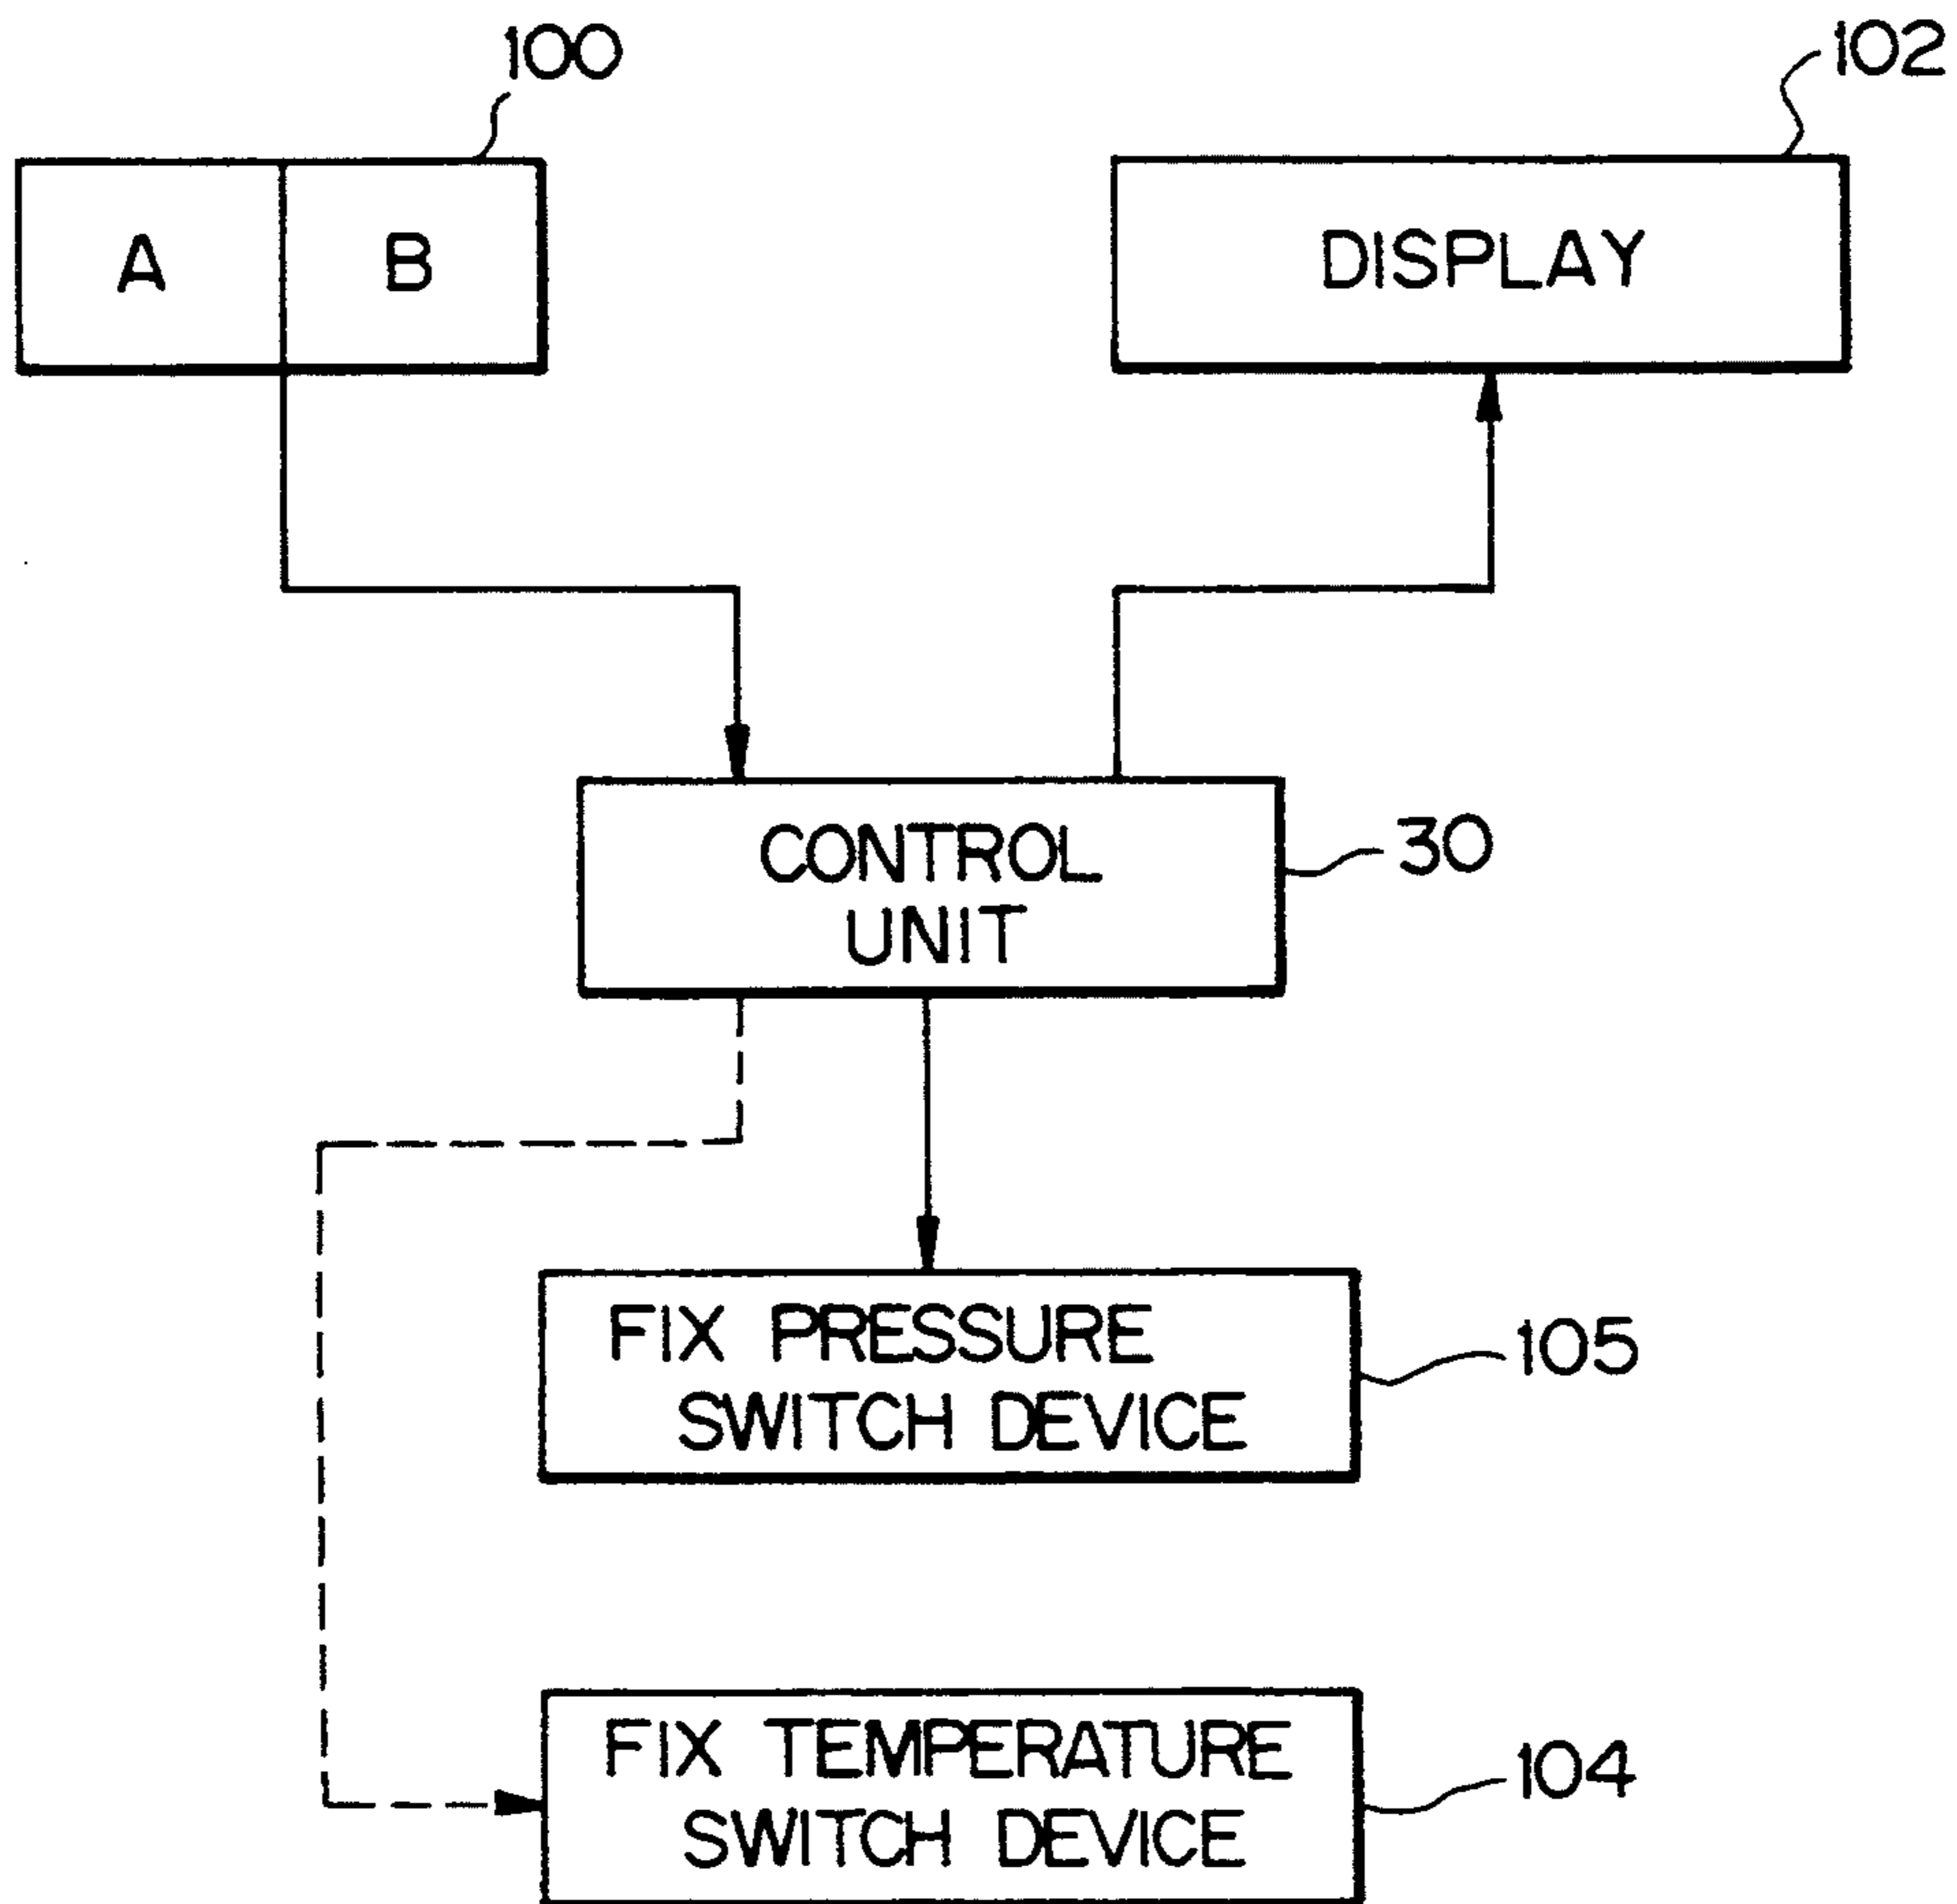 100
102
A
B
DISPLAY
CONTROL
UNIT
30
FIX PRESSURE
SWITCH DEVICE
105
FIX TEMPERATURE
SWITCH DEVICE
104